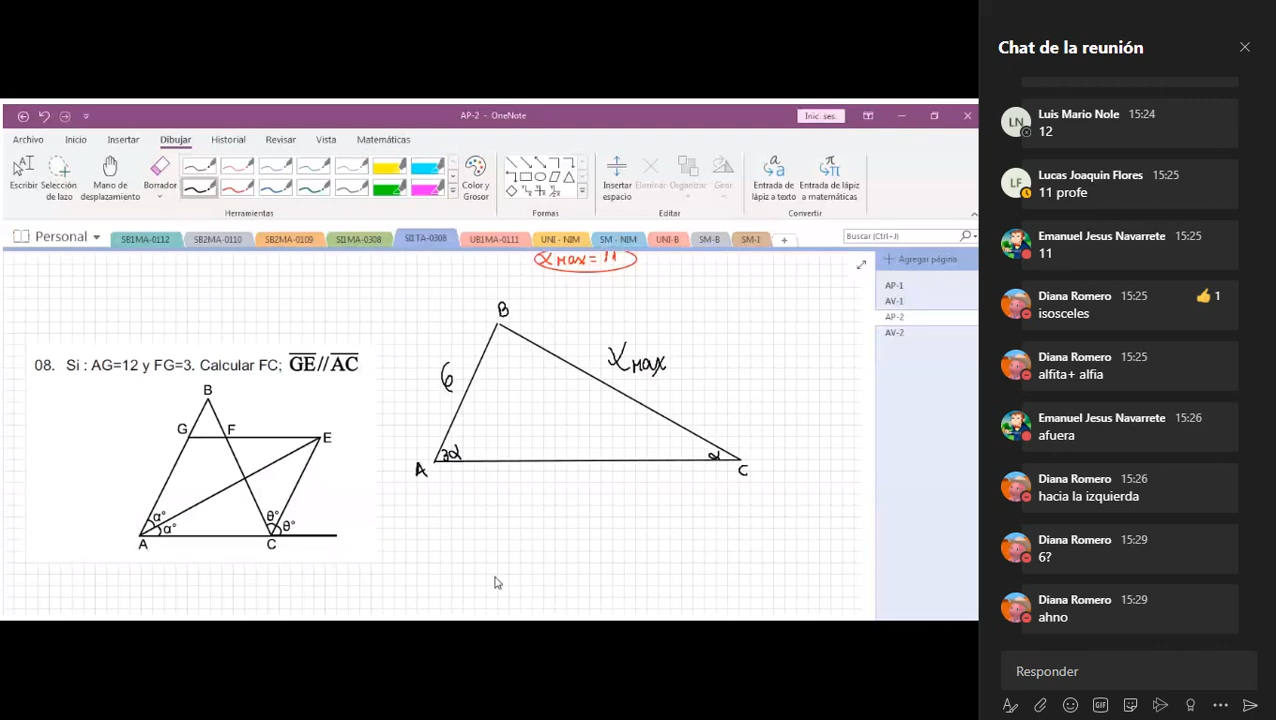 Chat de la reunión
AP-2 - OneNote
Inic. ses.
Archivo Inicio Insertar Dibujar Historial Revisar Vista Matemáticas
Escribir
Selección de lazo
Mano de desplazamiento
Borrador
Color y Grosor
Insertar espacio
Eliminar
Organizar
Girar
Entrada de lápiz a texto
Entrada de lápiz a matemáticas
Herramientas
Formas
Editar
Convertir
Personal
SB1MA-0112 SB2MA-0110 SB2MA-0109 SI1MA-0308 SI1TA-0308 UB1MA-0111 UNI - NIM SM - NIM UNI-B SM-B SM-1
Buscar (Ctrl+J)
Agregar página
AP-1
AV-1
AP-2
AV-2
XMAX = 11
08. Si : AG=12 y FG=3. Calcular FC; GE//AC
B
G F E
α° α° θ° θ°
A C
B
6
XMAX
A
C
α
LN
Luis Mario Nole 15:24
12
LF
Lucas Joaquin Flores 15:25
11 profe
Emanuel Jesus Navarrete 15:25
11
Diana Romero 15:25 👍 1
isosceles
Diana Romero 15:25
alfita+ alfia
Emanuel Jesus Navarrete 15:26
afuera
Diana Romero 15:26
hacia la izquierda
Diana Romero 15:29
6?
Diana Romero 15:29
ahno
Responder